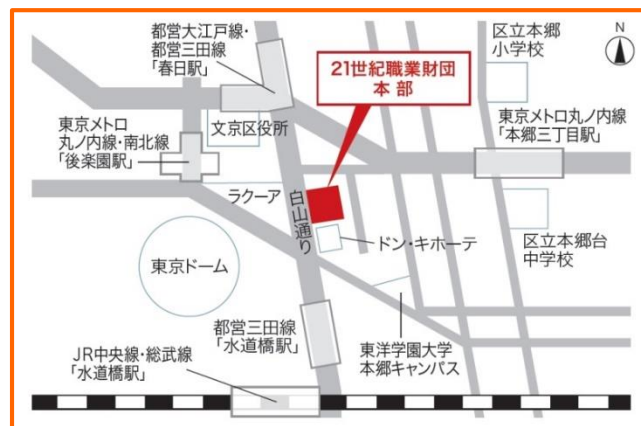 都営大江戸線・
都営三田線
「春日駅」
21世紀職業財団
本部
区立本郷
小学校
N
東京メトロ
丸ノ内線・南北線
「後楽園駅」
文京区役所
東京メトロ丸ノ内線
「本郷三丁目駅」
ラクーア
白山通り
ドン・キホーテ
区立本郷台
中学校
東京ドーム
都営三田線
「水道橋駅」
東洋学園大学
本郷キャンパス
JR中央線・総武線
「水道橋駅」